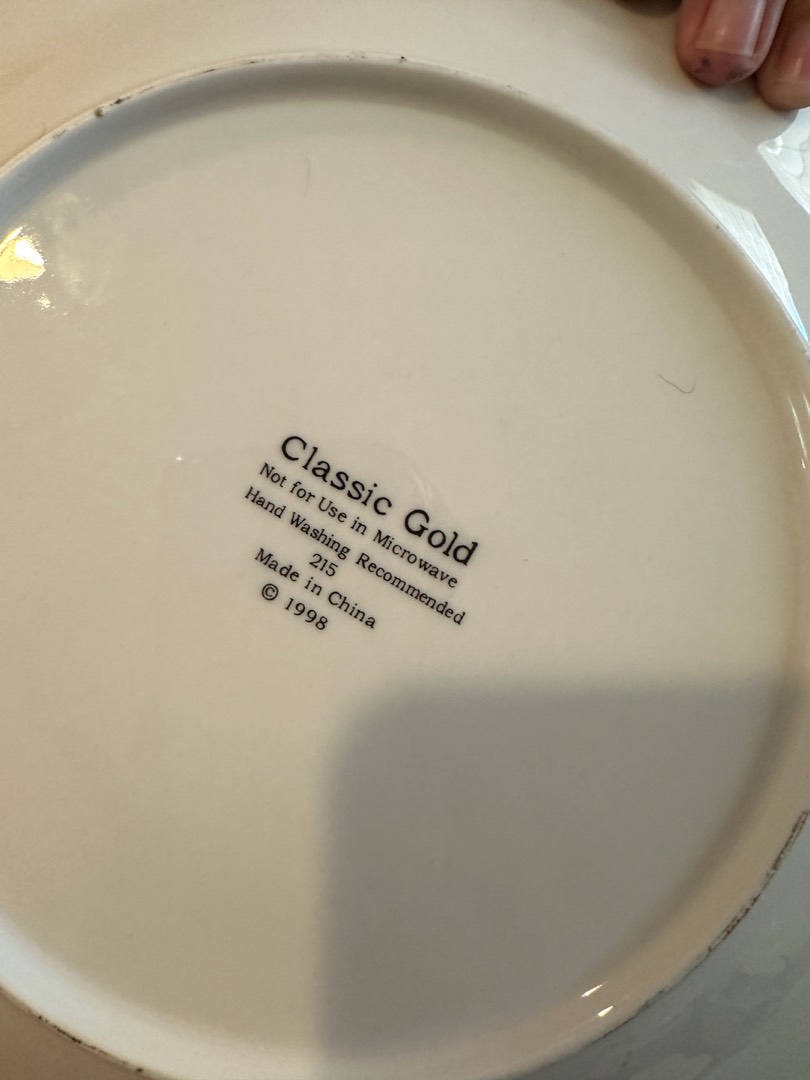 Classic Gold
Not for Use in Microwave
Hand Washing Recommended
215
Made in China
© 1998